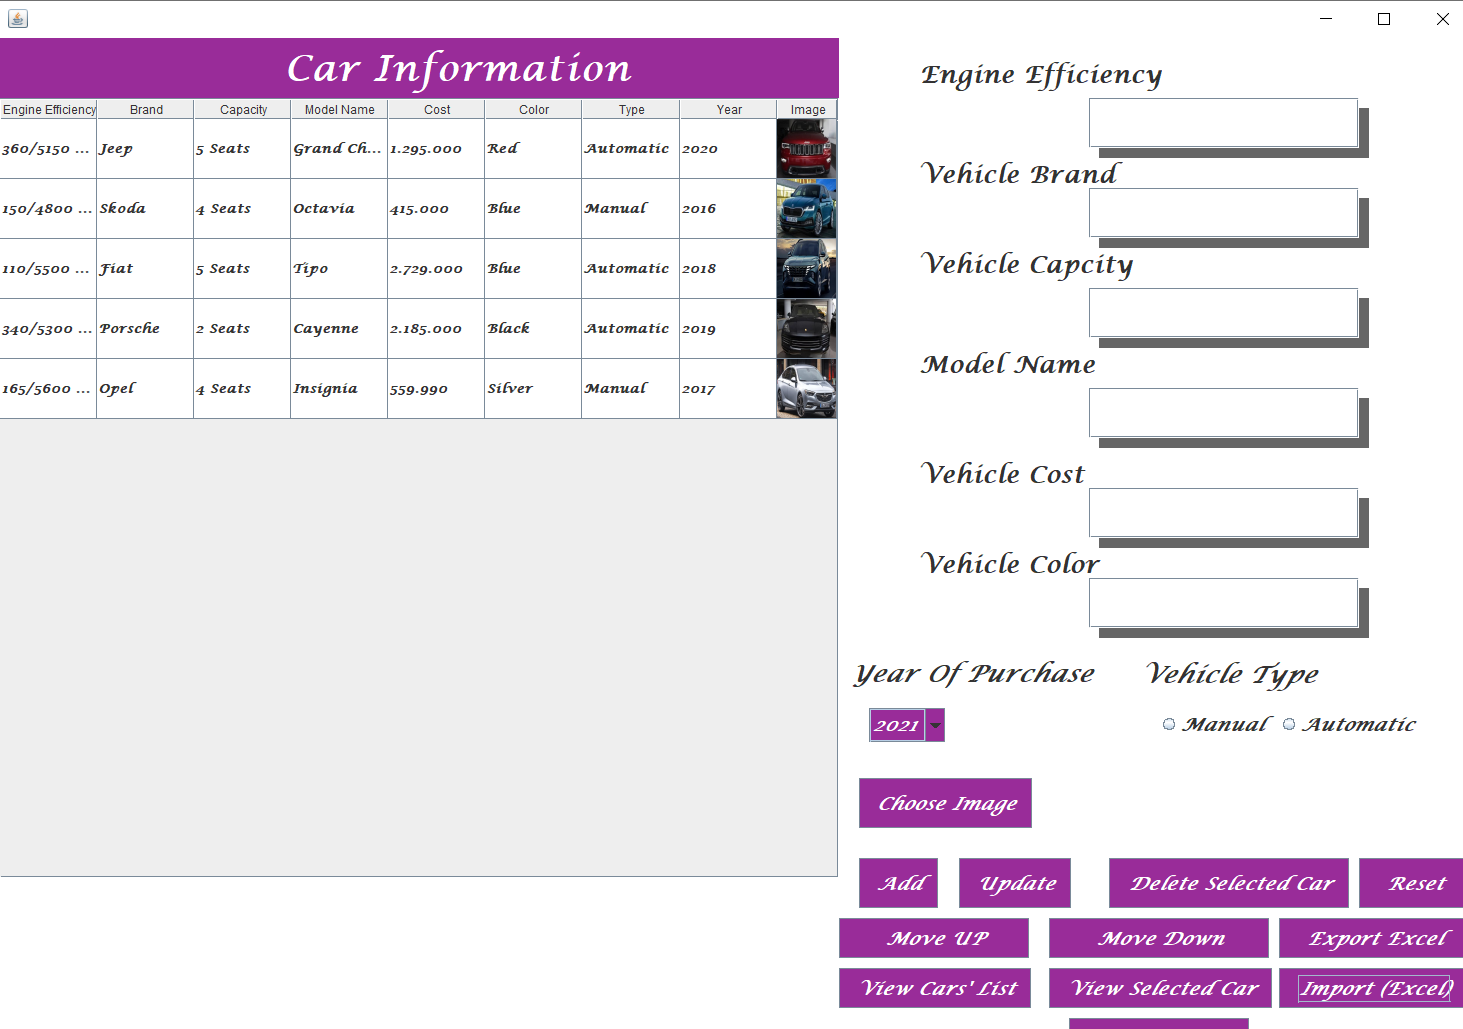 Car Information
Engine Efficiency Brand Capacity Model Name Cost Color Type Year Image
360/5150 ... Jeep 5 Seats Grand Ch... 1.295.000 Red Automatic 2020
150/4800 ... Skoda 4 Seats Octavia 415.000 Blue Manual 2016
110/5500 ... Fiat 5 Seats Tipo 2.729.000 Blue Automatic 2018
340/5300 ... Porsche 2 Seats Cayenne 2.185.000 Black Automatic 2019
165/5600 ... Opel 4 Seats Insignia 559.990 Silver Manual 2017
Engine Efficiency
Vehicle Brand
Vehicle Capcity
Model Name
Vehicle Cost
Vehicle Color
Year Of Purchase Vehicle Type
2021 Manual Automatic
Choose Image
Add Update Delete Selected Car Reset
Move UP Move Down Export Excel
View Cars' List View Selected Car Import (Excel)